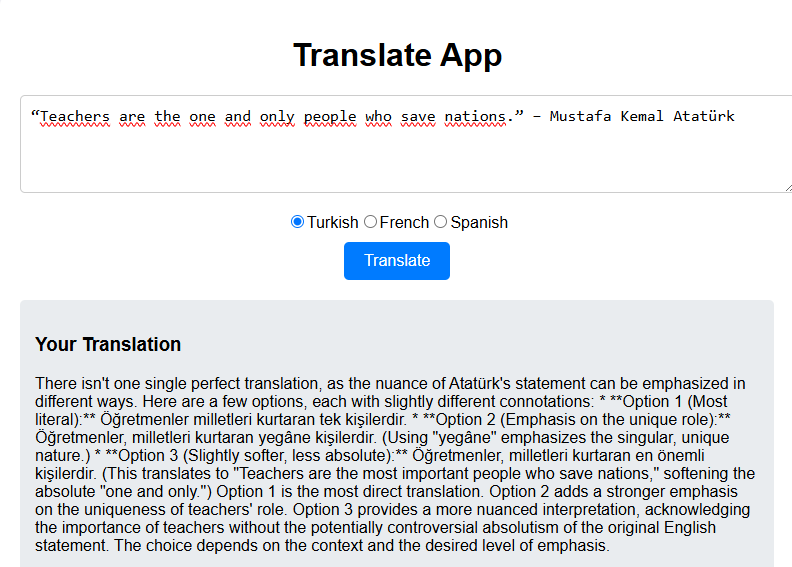 Translate App
“Teachers are the one and only people who save nations.” – Mustafa Kemal Atatürk
Turkish French Spanish
Translate
Your Translation
There isn't one single perfect translation, as the nuance of Atatürk's statement can be emphasized in
different ways. Here are a few options, each with slightly different connotations: * **Option 1 (Most
literal):** Öğretmenler milletleri kurtaran tek kişilerdir. * **Option 2 (Emphasis on the unique role):**
Öğretmenler, milletleri kurtaran yegâne kişilerdir. (Using "yegâne" emphasizes the singular, unique
nature.) * **Option 3 (Slightly softer, less absolute):** Öğretmenler, milletleri kurtaran en önemli
kişilerdir. (This translates to "Teachers are the most important people who save nations," softening the
absolute "one and only.") Option 1 is the most direct translation. Option 2 adds a stronger emphasis
on the uniqueness of teachers' role. Option 3 provides a more nuanced interpretation, acknowledging
the importance of teachers without the potentially controversial absolutism of the original English
statement. The choice depends on the context and the desired level of emphasis.